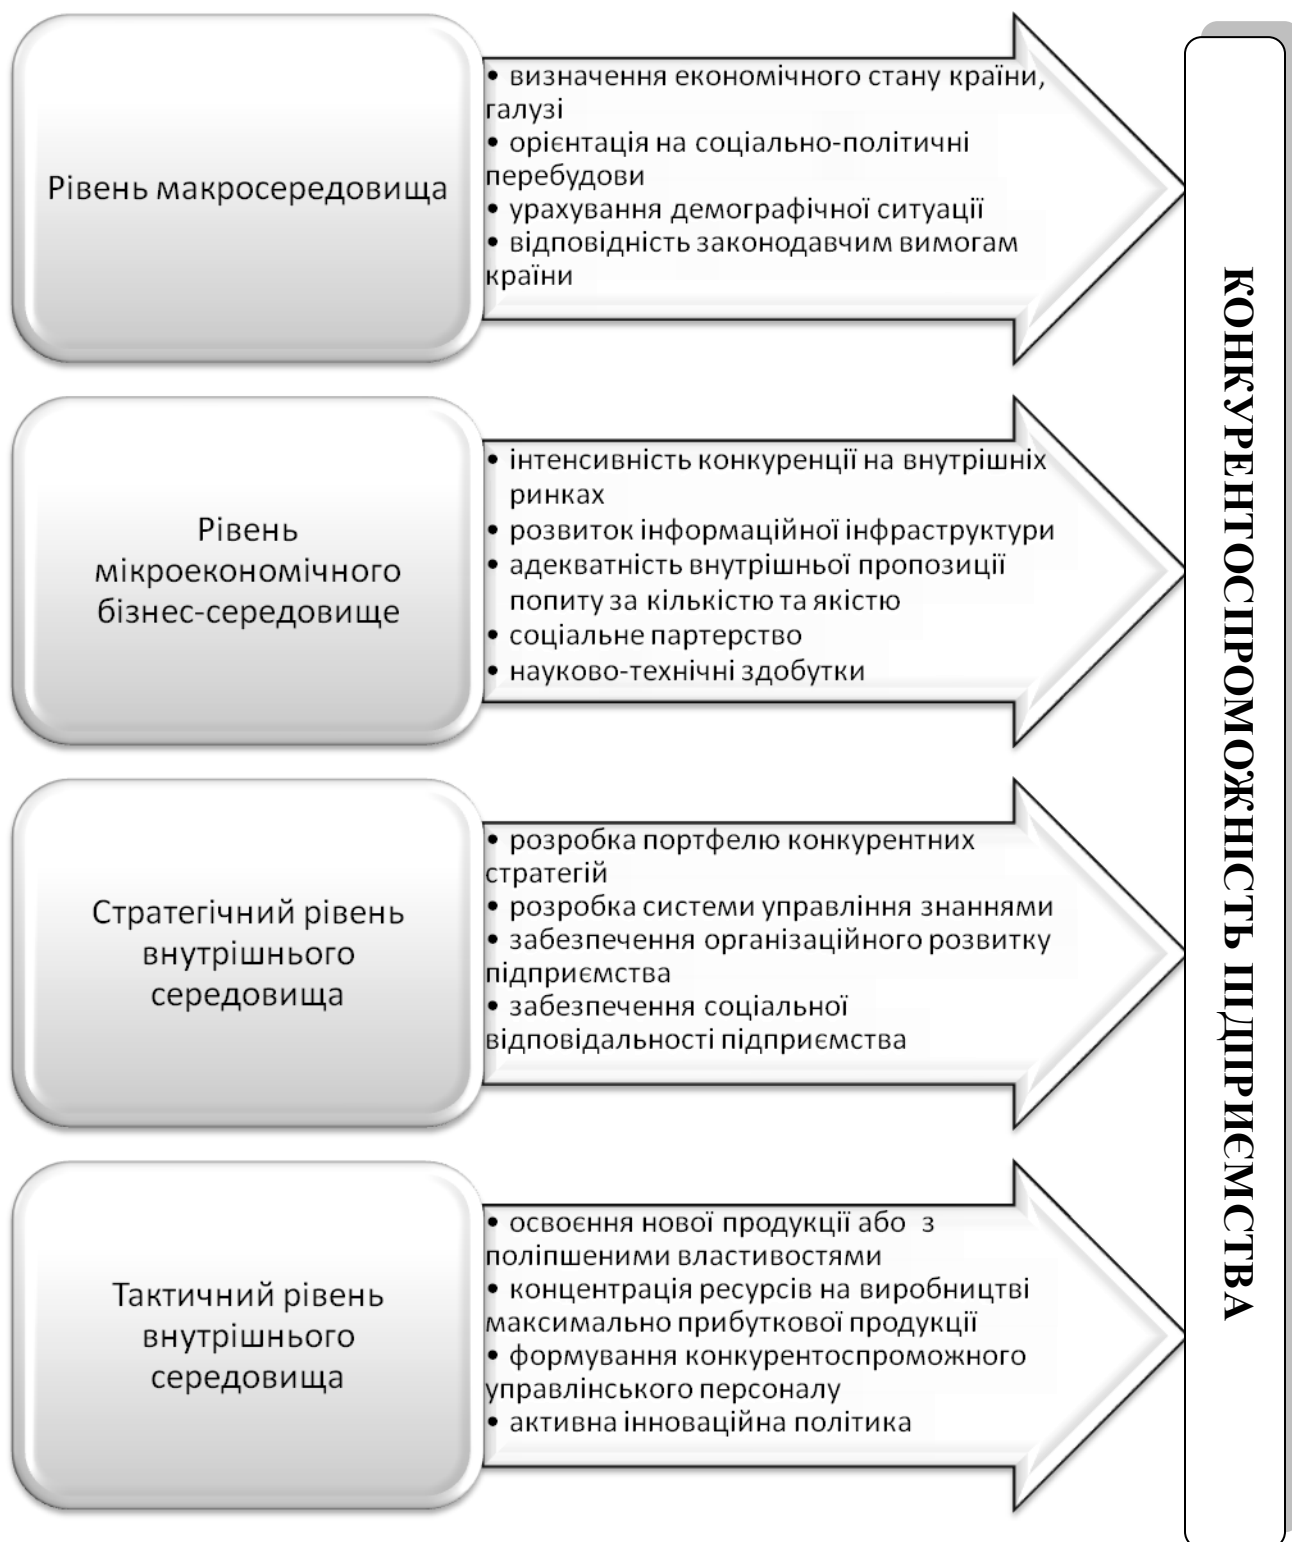 Рівень макросередовища
• визначення економічного стану країни,
галузі
• орієнтація на соціально-політичні
перебудови
• урахування демографічної ситуації
• відповідність законодавчим вимогам
країни
Рівень
мікроекономічного
бізнес-середовище
• інтенсивність конкуренції на внутрішніх
ринках
• розвиток інформаційної інфраструктури
• адекватність внутрішньої пропозиції
попиту за кількістю та якістю
• соціальне партерство
• науково-технічні здобутки
Стратегічний рівень
внутрішнього
середовища
• розробка портфелю конкурентних
стратегій
• розробка системи управління знаннями
• забезпечення організаційного розвитку
підприємства
• забезпечення соціальної
відповідальності підприємства
Тактичний рівень
внутрішнього
середовища
• освоєння нової продукції або з
поліпшеними властивостями
• концентрація ресурсів на виробництві
максимально прибуткової продукції
• формування конкурентоспроможного
управлінського персоналу
• активна інноваційна політика
КОНКУРЕНТОСПРОМОЖНІСТЬ ПІДПРИЄМСТВА